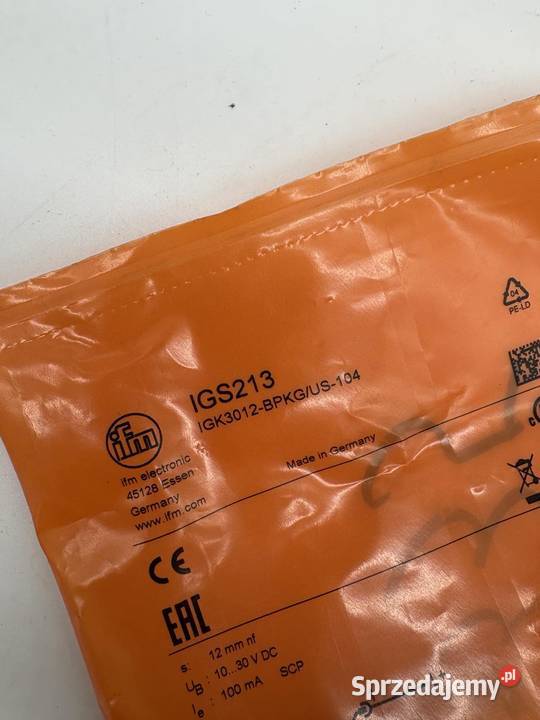 04
PE-LD
IGS213
IGK3012-BPKG/US-104
ifm
ifm electronic
45128 Essen
Germany
www.ifm.com
Made in Germany
CE
EAC
s: 12 mm nf
UB: 10...30 V DC
Ie: 100 mA SCP
Sprzedajemy.pl